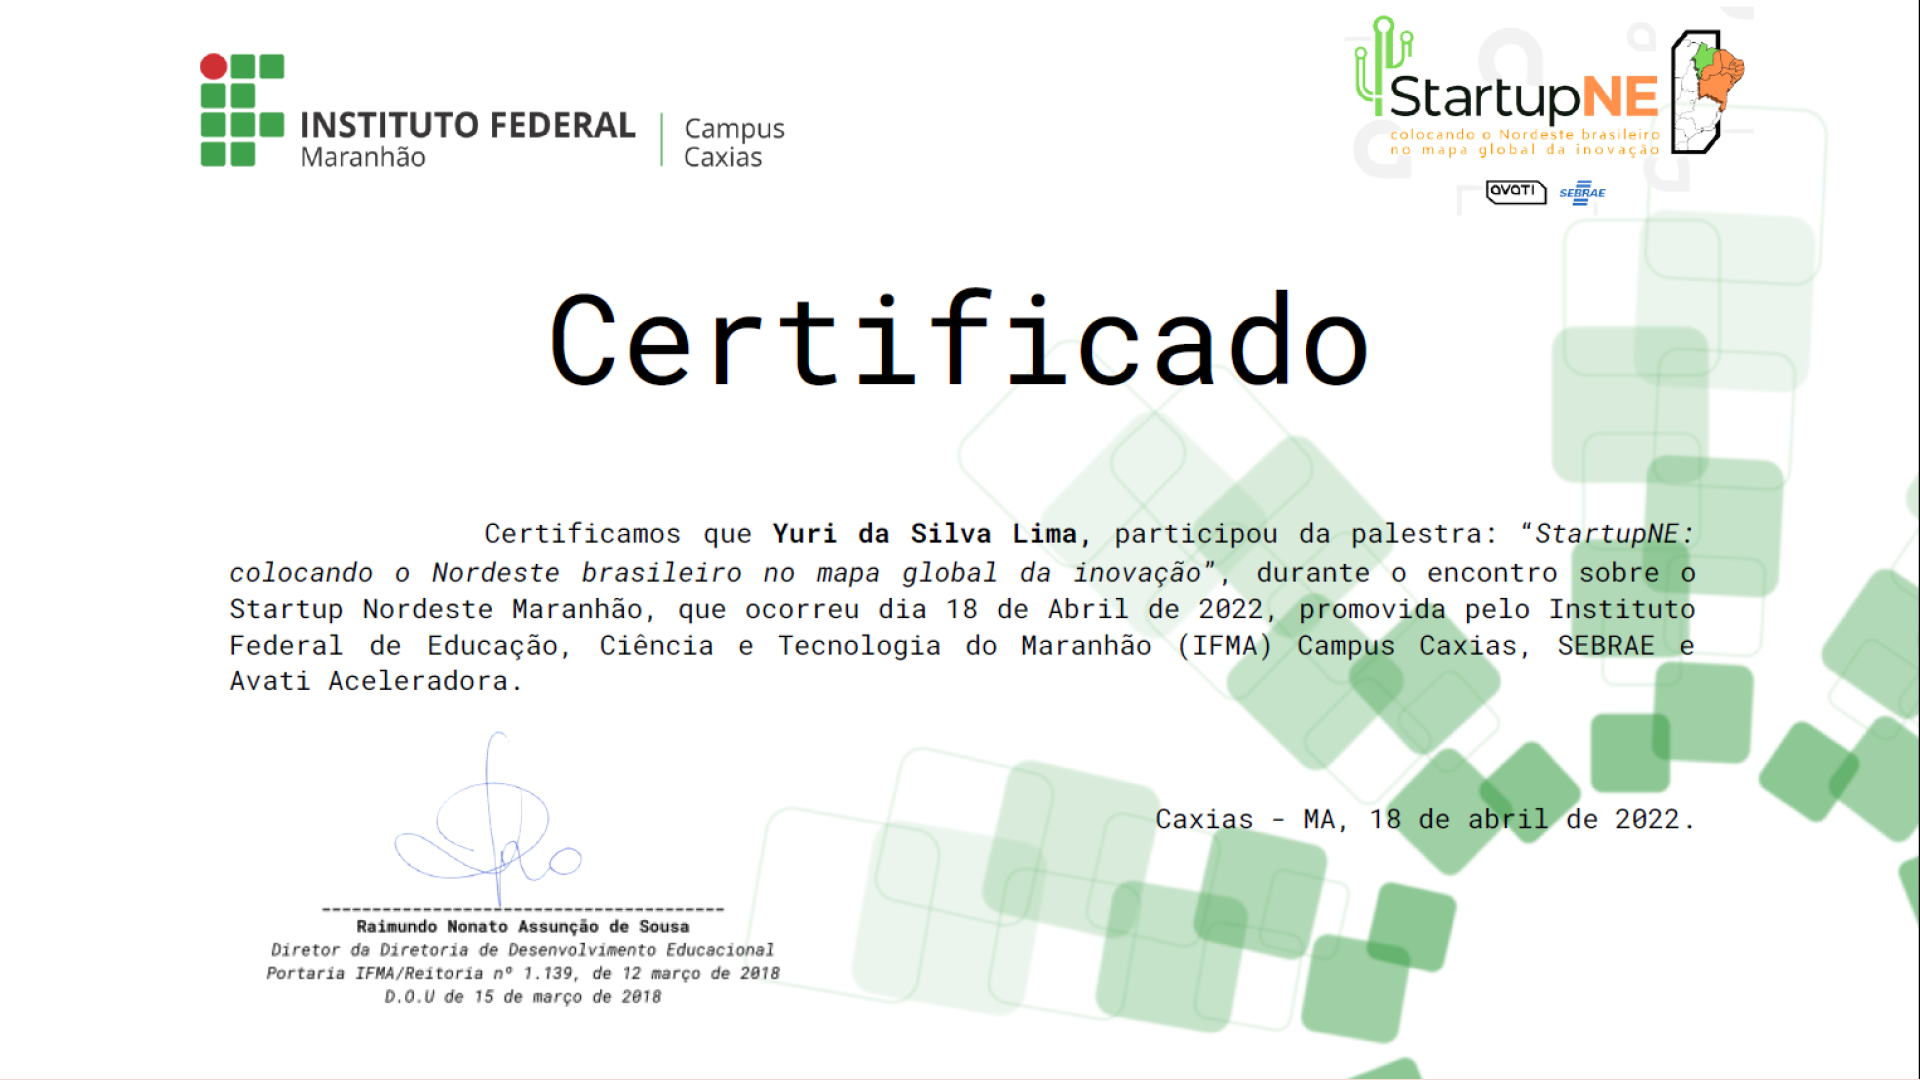 INSTITUTO FEDERAL
Maranhão
Campus
Caxias
StartupNE
colocando o Nordeste brasileiro
no mapa global da inovação
avati
SEBRAE
Certificado
Certificamos que Yuri da Silva Lima, participou da palestra: “StartupNE:
colocando o Nordeste brasileiro no mapa global da inovação”, durante o encontro sobre o
Startup Nordeste Maranhão, que ocorreu dia 18 de Abril de 2022, promovida pelo Instituto
Federal de Educação, Ciência e Tecnologia do Maranhão (IFMA) Campus Caxias, SEBRAE e
Avati Aceleradora.
Caxias - MA, 18 de abril de 2022.
Raimundo Nonato Assunção de Sousa
Diretor da Diretoria de Desenvolvimento Educacional
Portaria IFMA/Reitoria nº 1.139, de 12 março de 2018
D.O.U de 15 de março de 2018